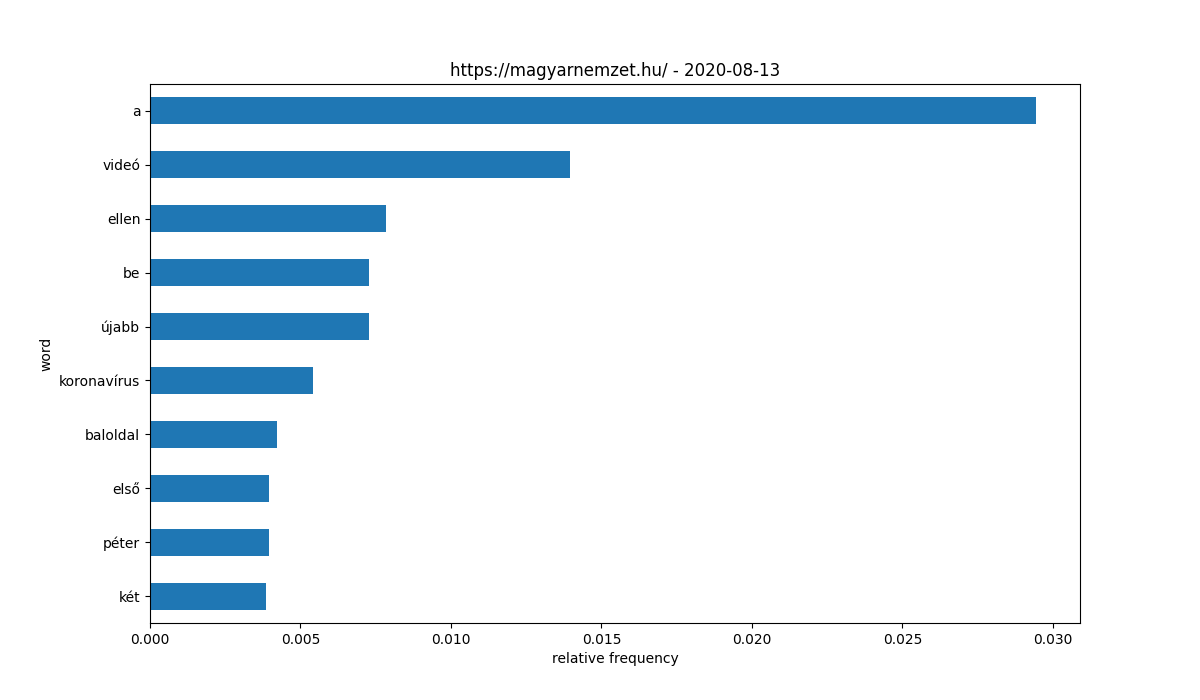 https://magyarnemzet.hu/ - 2020-08-13
a
videó
ellen
be
újabb
koronavírus
baloldal
első
péter
két
word
0.000 0.005 0.010 0.015 0.020 0.025 0.030
relative frequency